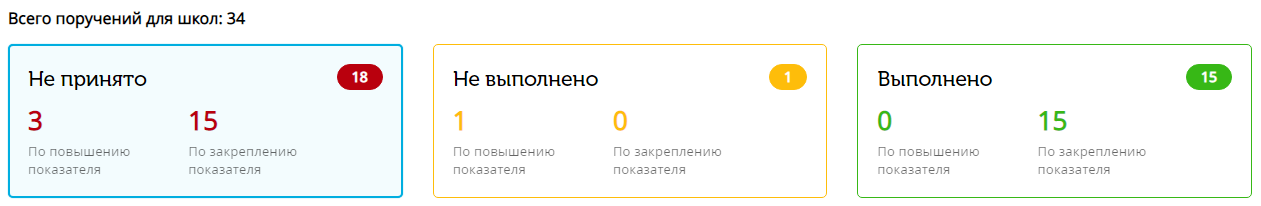 Всего поручений для школ: 34
Не принято 18
3 15
По повышению показателя
По закреплению показателя
Не выполнено 1
1 0
По повышению показателя
По закреплению показателя
Выполнено 15
0 15
По повышению показателя
По закреплению показателя